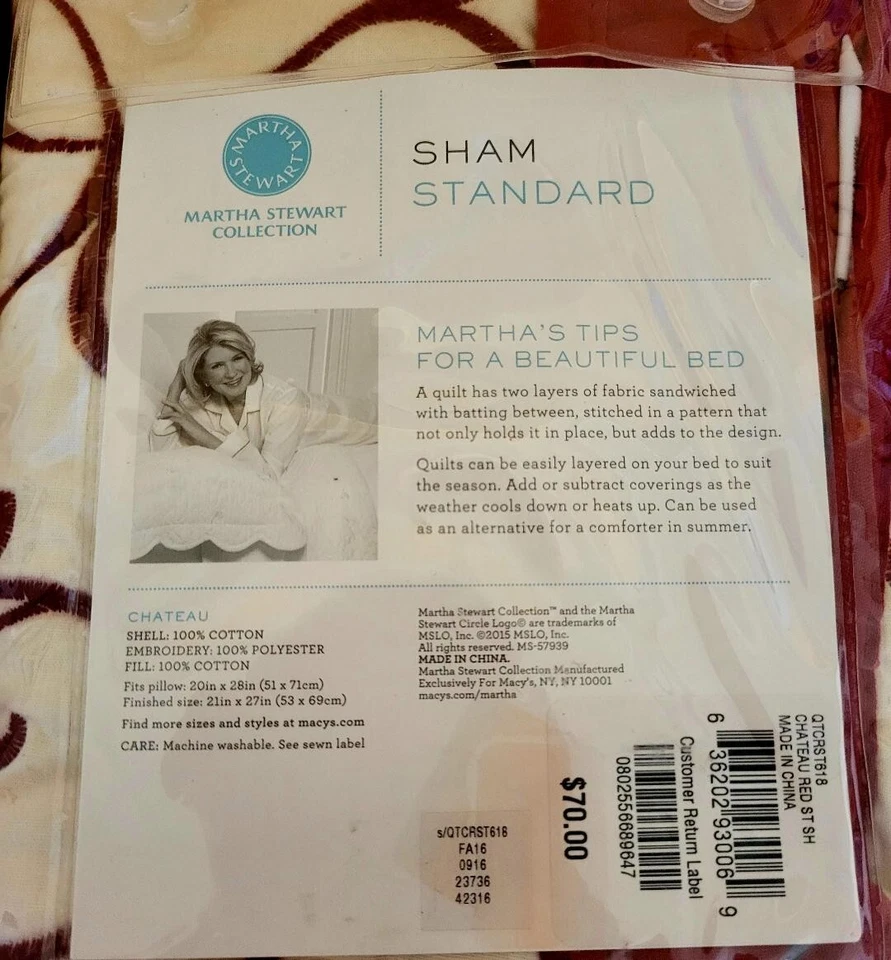 MARTHA
STEWART
MARTHA STEWART
COLLECTION
SHAM
STANDARD
MARTHA'S TIPS
FOR A BEAUTIFUL BED
A quilt has two layers of fabric sandwiched
with batting between, stitched in a pattern that
not only holds it in place, but adds to the design.
Quilts can be easily layered on your bed to suit
the season. Add or subtract coverings as the
weather cools down or heats up. Can be used
as an alternative for a comforter in summer.
CHATEAU
SHELL: 100% COTTON
EMBROIDERY: 100% POLYESTER
FILL: 100% COTTON
Fits pillow: 20in x 28in (51 x 71cm)
Finished size: 21in x 27in (53 x 69cm)
Find more sizes and styles at macys.com
CARE: Machine washable. See sewn label
Martha Stewart Collection™ and the Martha
Stewart Circle Logo© are trademarks of
MSLO, Inc. ©2015 MSLO, Inc.
All rights reserved. MS-57939
MADE IN CHINA.
Martha Stewart Collection Manufactured
Exclusively For Macy's, NY, NY 10001
macys.com/martha
s/QTCRST618
FA16
0916
23736
42316
$70.00
QTCRST618
CHATEAU RED ST SH
MADE IN CHINA
6 36202 93006 9
Customer Return Label
0802556689647